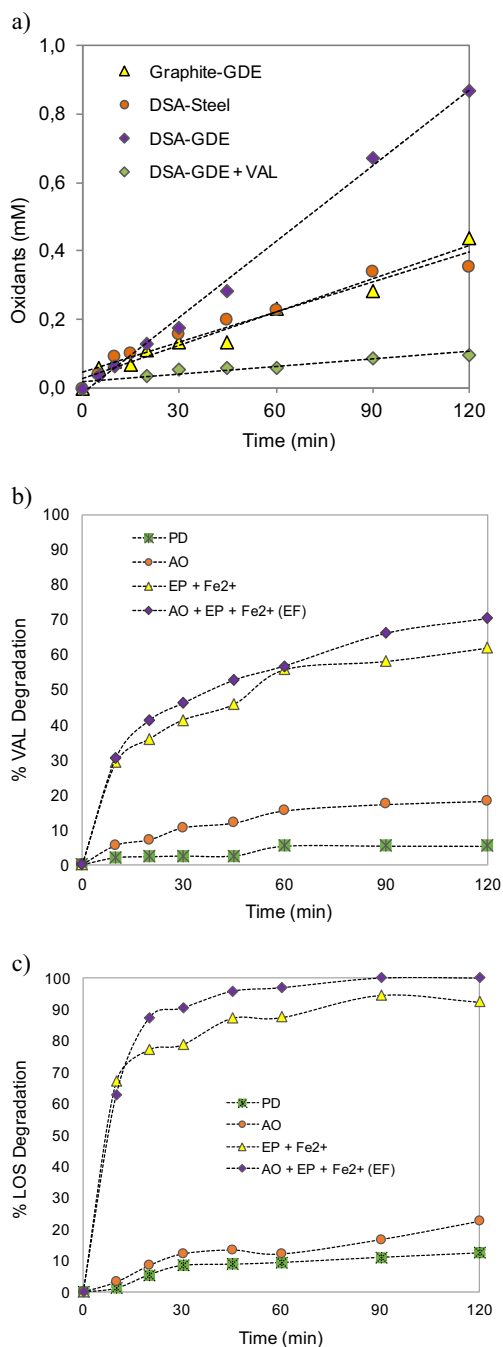 a)
1,0
0,8
0,6
0,4
0,2
0,0
Oxidants (mM)
Graphite-GDE
DSA-Steel
DSA-GDE
DSA-GDE + VAL
0 30 60 90 120
Time (min)
b)
100
90
80
70
60
50
40
30
20
10
0
% VAL Degradation
PD
AO
EP + Fe2+
AO + EP + Fe2+ (EF)
0 30 60 90 120
Time (min)
c)
100
90
80
70
60
50
40
30
20
10
0
% LOS Degradation
PD
AO
EP + Fe2+
AO + EP + Fe2+ (EF)
0 30 60 90 120
Time (min)